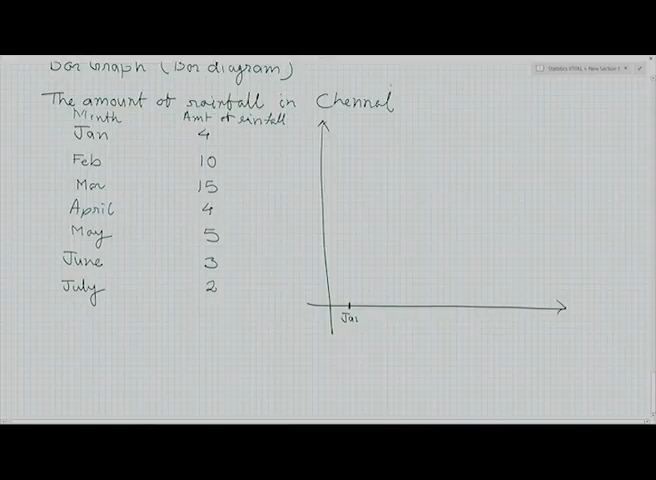 Bar Graph (Bar diagram)
The amount of rainfall in Chennai
Month Amt of rainfall
Jan 4
Feb 10
Mar 15
April 4
May 5
June 3
July 2
Jan